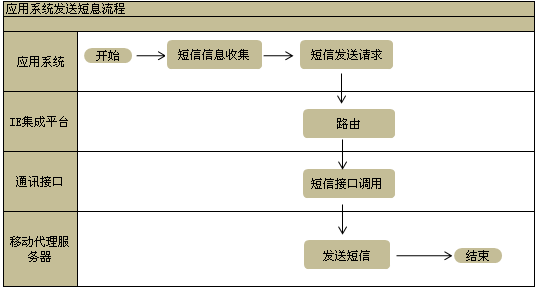 应用系统发送短息流程
应用系统
开始
短信信息收集
短信发送请求
IE集成平台
路由
通讯接口
短信接口调用
移动代理服
务器
发送短信
结束